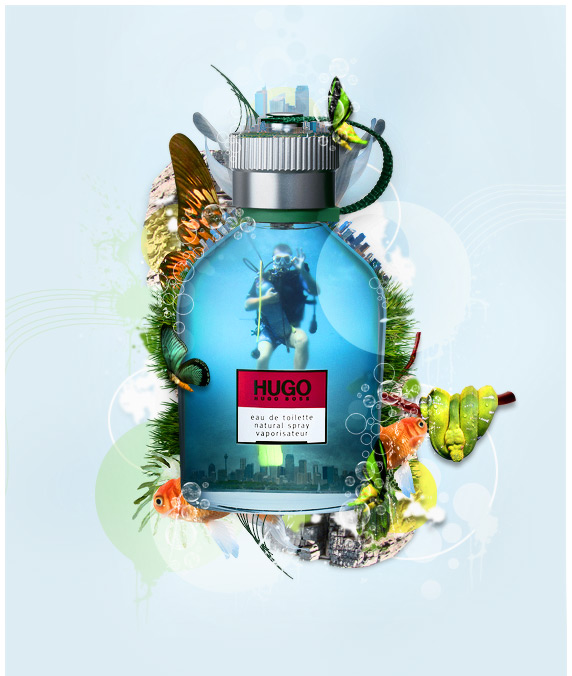 HUGO
HUGO BOSS
eau de toilette
natural spray
vaporisateur